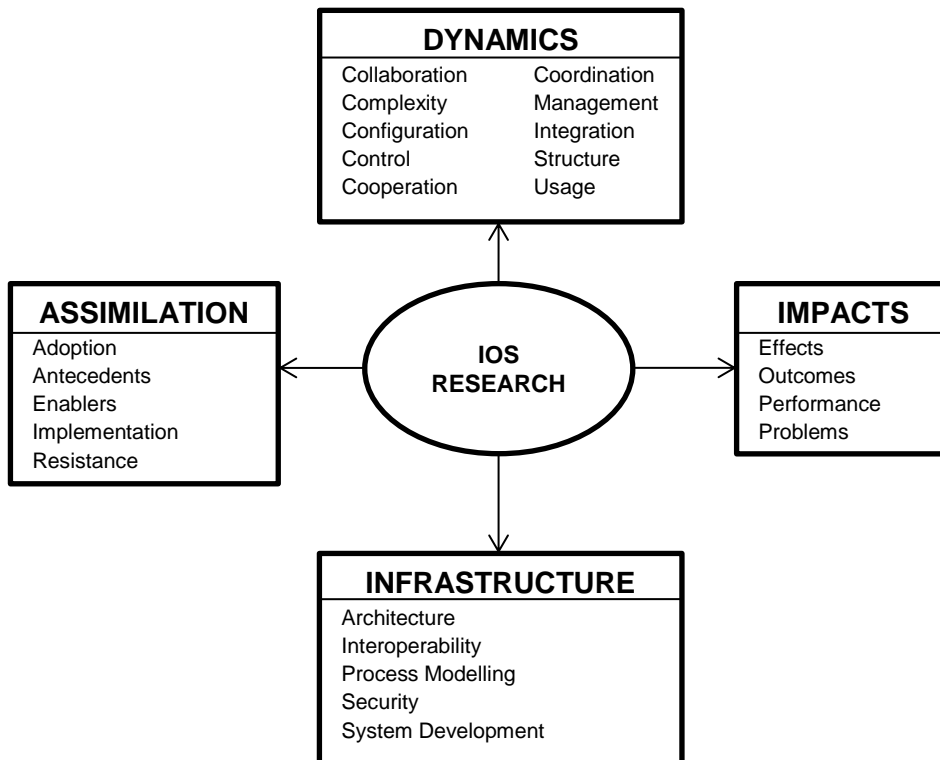 DYNAMICS
Collaboration Coordination
Complexity Management
Configuration Integration
Control Structure
Cooperation Usage
ASSIMILATION
Adoption
Antecedents
Enablers
Implementation
Resistance
IOS
RESEARCH
IMPACTS
Effects
Outcomes
Performance
Problems
INFRASTRUCTURE
Architecture
Interoperability
Process Modelling
Security
System Development